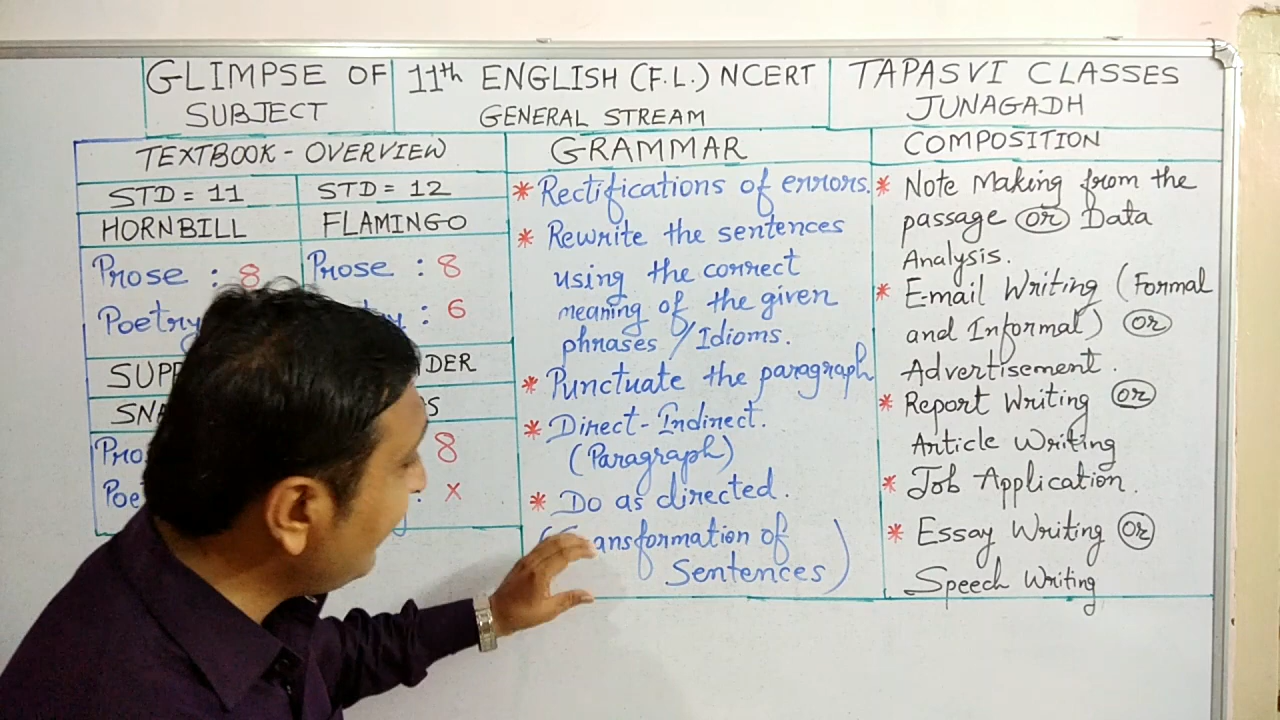 GLIMPSE OF
SUBJECT
11th ENGLISH (F.L.) NCERT
GENERAL STREAM
TAPASVI CLASSES
JUNAGADH
TEXTBOOK - OVERVIEW
STD = 11
STD = 12
HORNBILL
FLAMINGO
Prose : 8
Prose : 8
Poetry
: 6
GRAMMAR
* Rectifications of errors.
* Rewrite the sentences
using the correct
meaning of the given
phrases / Idioms.
* Punctuate the paragraph
* Direct - Indirect.
(Paragraph)
* Do as directed.
(Transformation of
Sentences)
COMPOSITION
* Note Making from the
passage or Data
Analysis.
* E-mail Writing (Formal
and Informal) or
Advertisement.
* Report Writing or
Article Writing
* Job Application.
* Essay Writing or
Speech Writing
8
: x